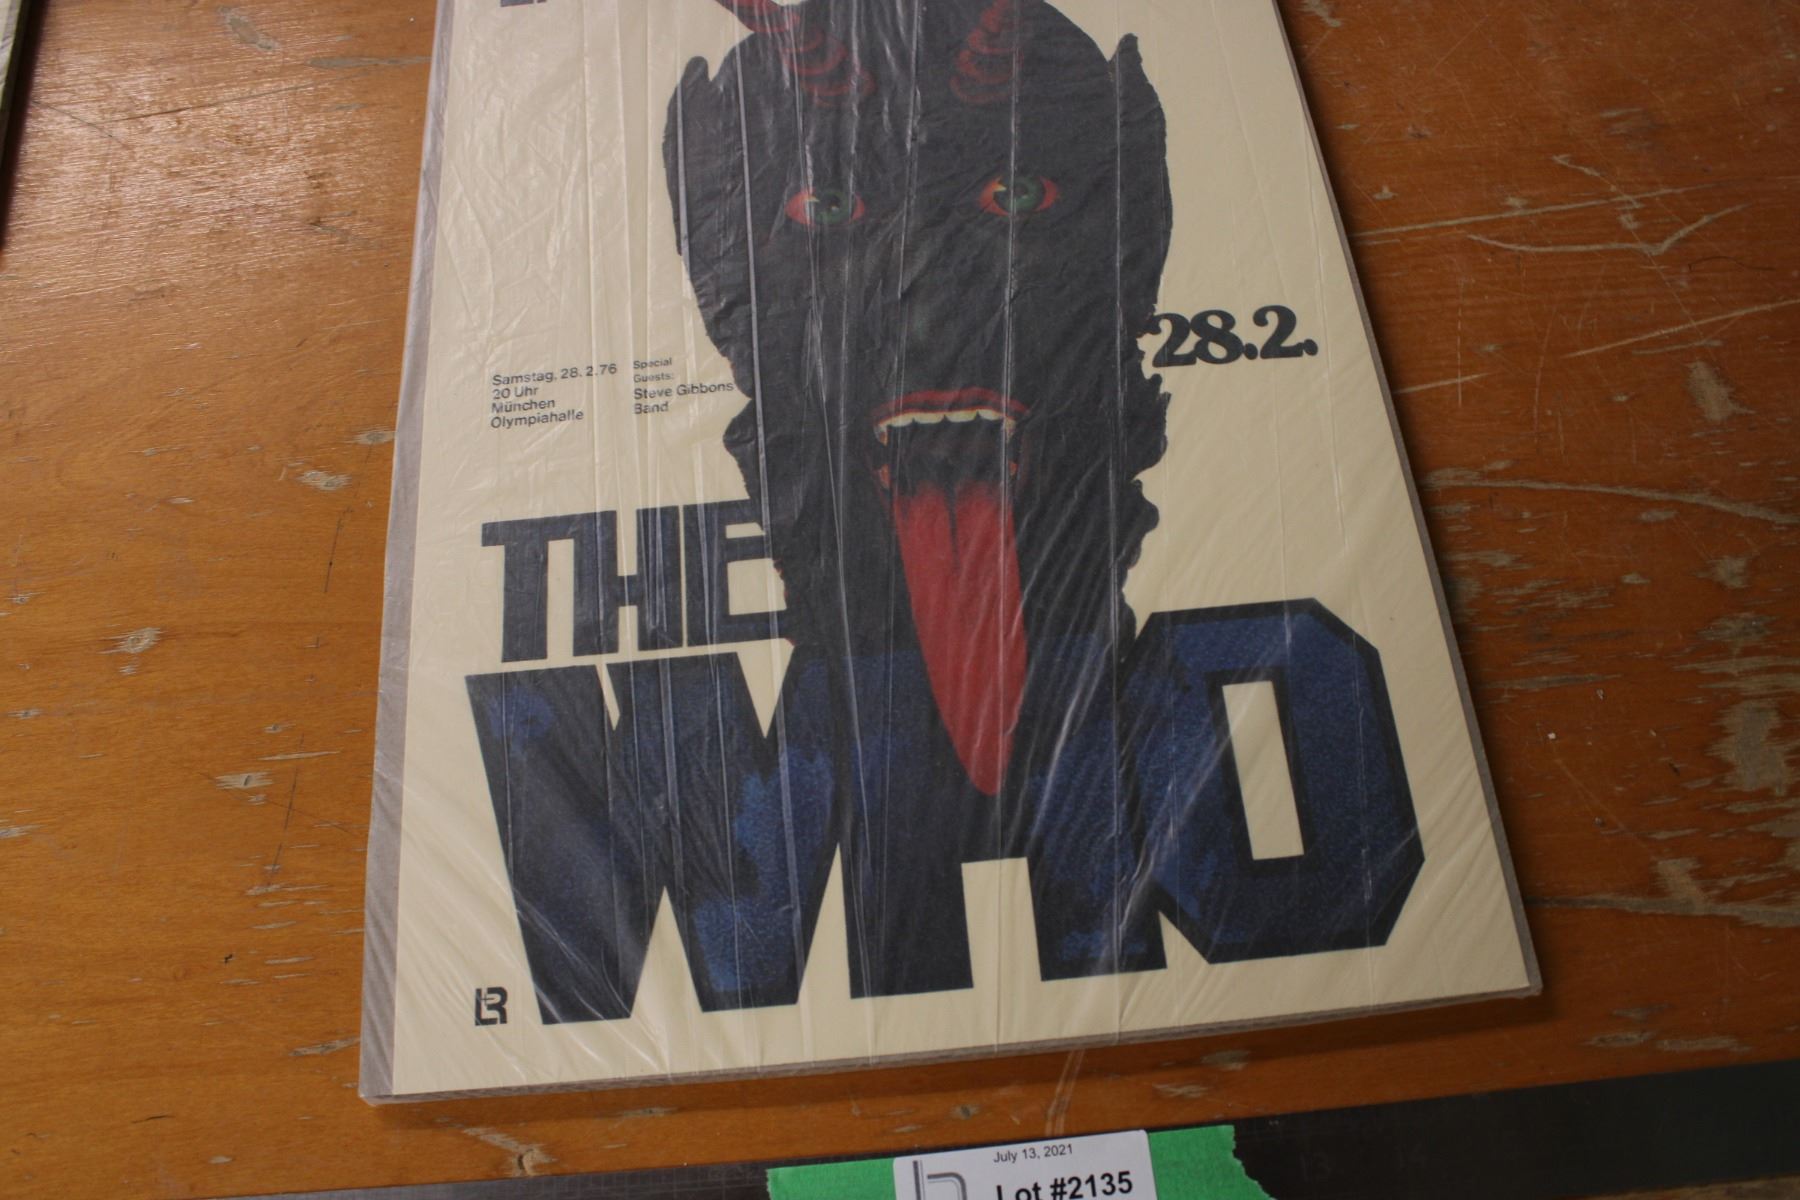 28.2.
Samstag, 28.2.76
20 Uhr
München
Olympiahalle
Special
Guests:
Steve Gibbons
Band
THE
WHO
LR
July 13, 2021
Lot #2135